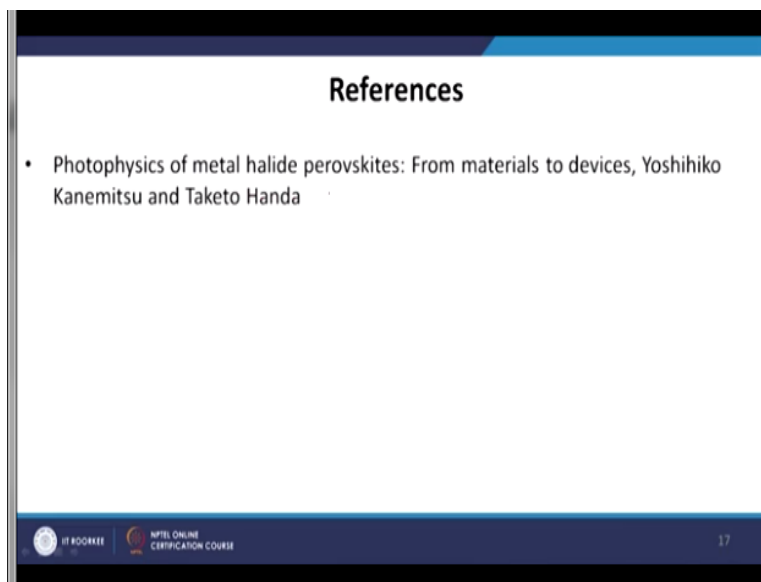 References
• Photophysics of metal halide perovskites: From materials to devices, Yoshihiko
Kanemitsu and Taketo Handa
IIT ROORKEE
NPTEL ONLINE
CERTIFICATION COURSE
17